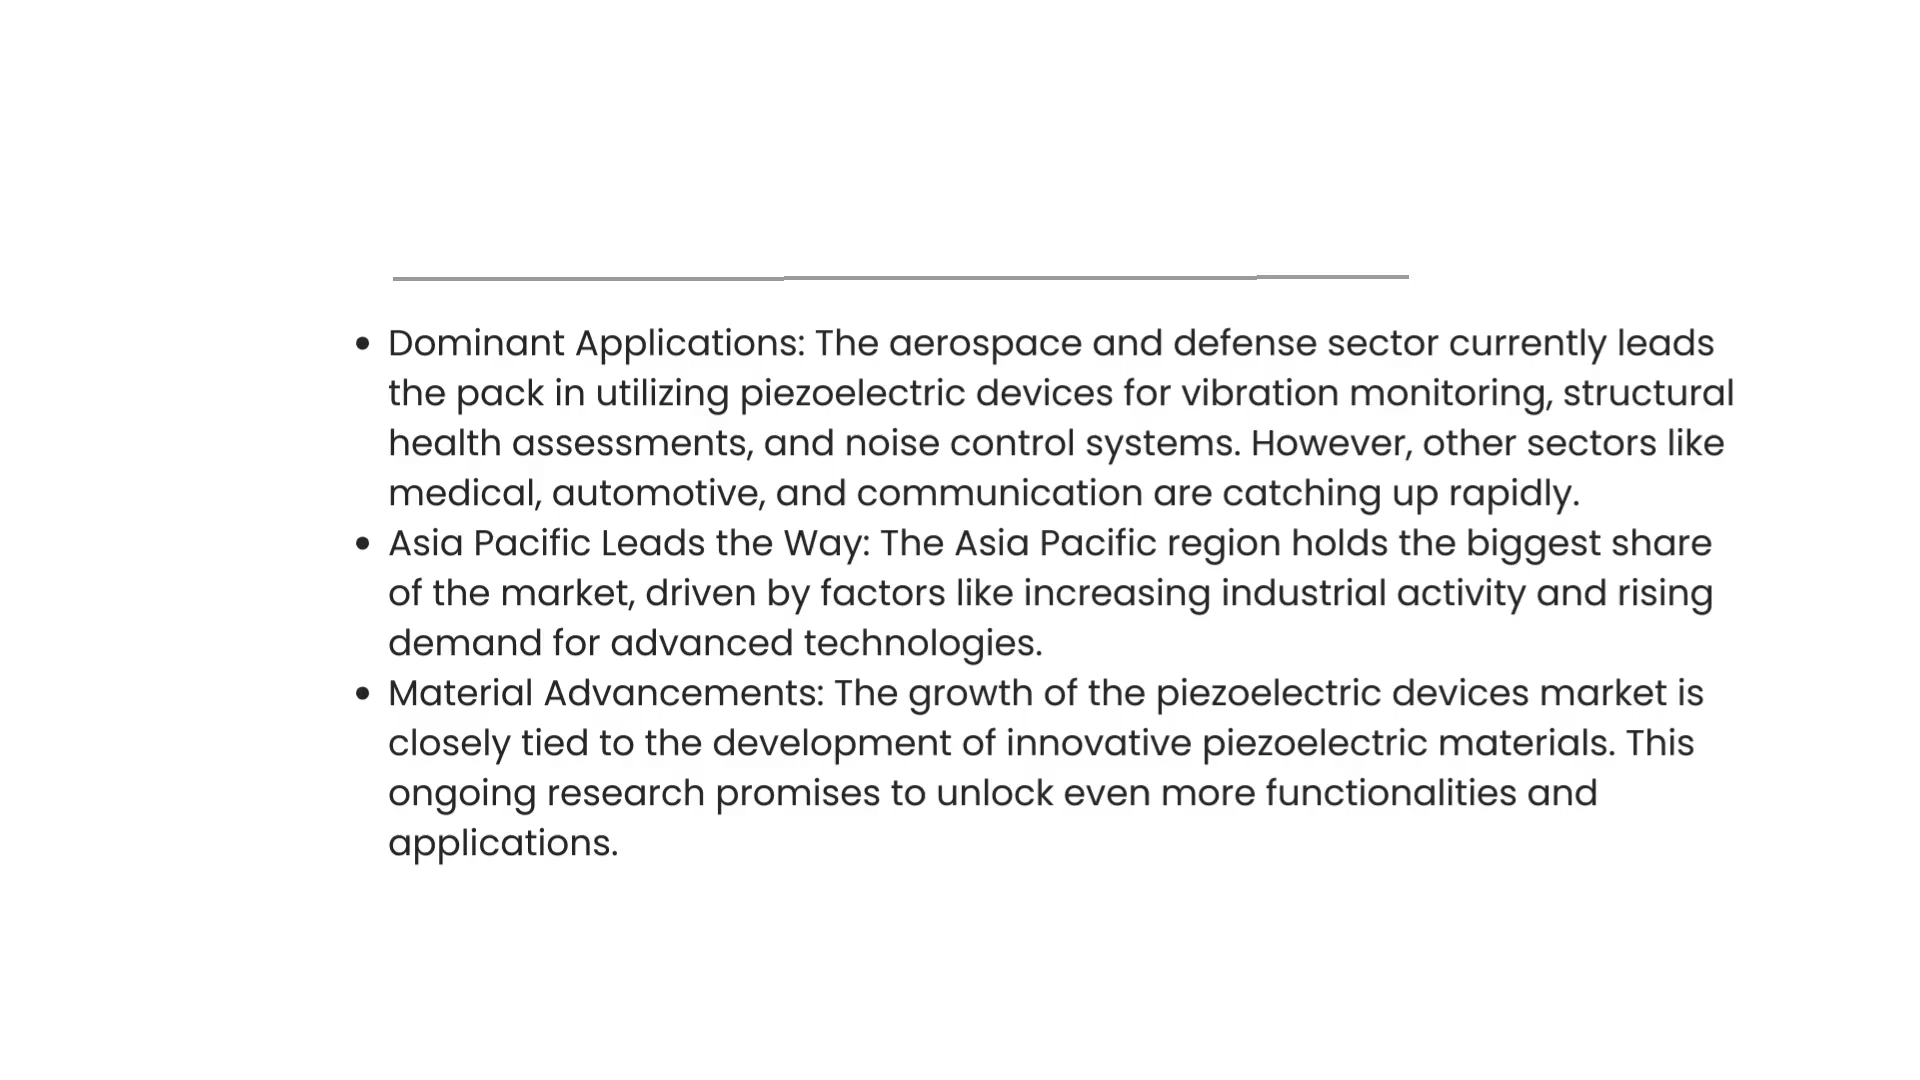 • Dominant Applications: The aerospace and defense sector currently leads
the pack in utilizing piezoelectric devices for vibration monitoring, structural
health assessments, and noise control systems. However, other sectors like
medical, automotive, and communication are catching up rapidly.
• Asia Pacific Leads the Way: The Asia Pacific region holds the biggest share
of the market, driven by factors like increasing industrial activity and rising
demand for advanced technologies.
• Material Advancements: The growth of the piezoelectric devices market is
closely tied to the development of innovative piezoelectric materials. This
ongoing research promises to unlock even more functionalities and
applications.